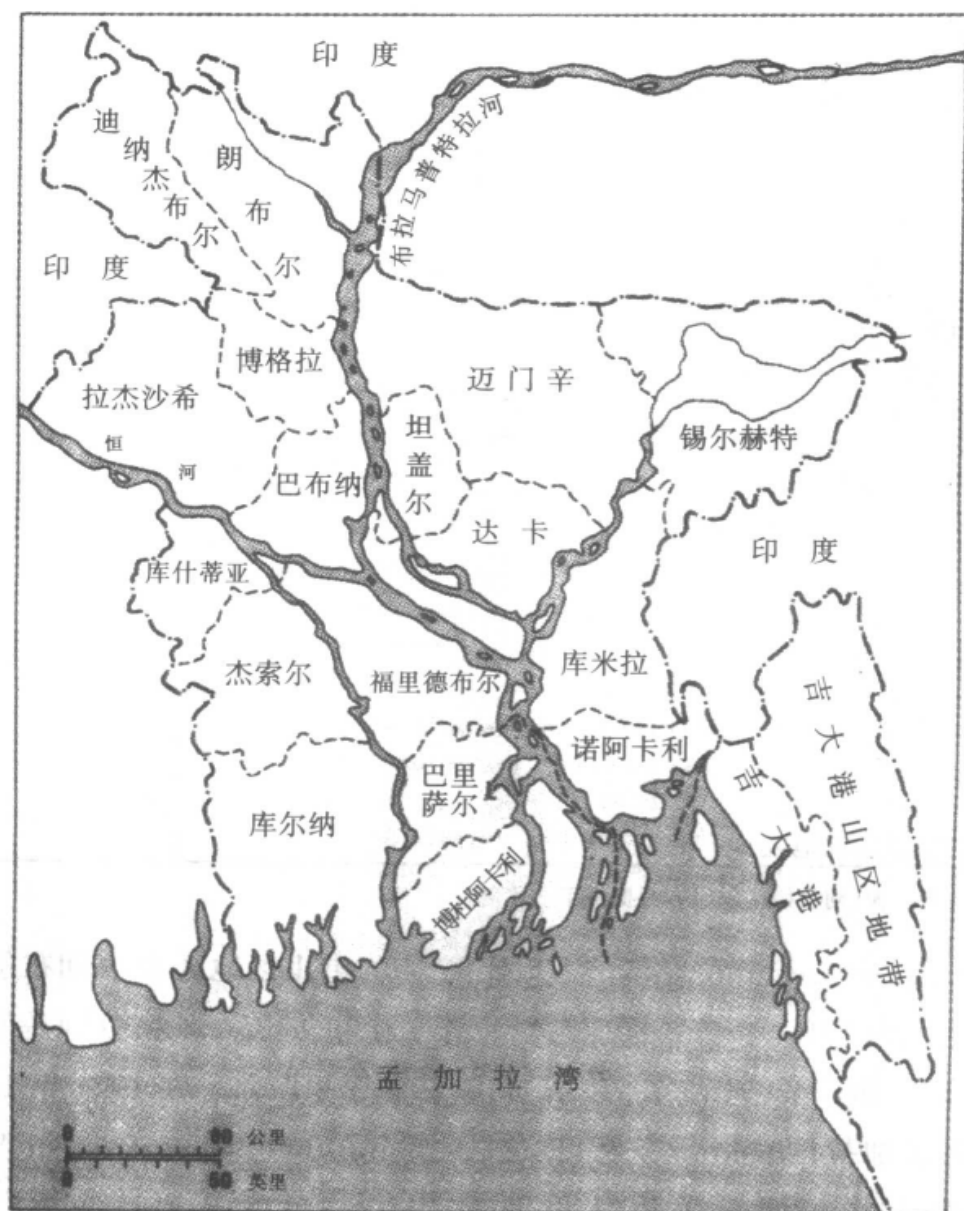 印度
迪纳杰布尔
朗布尔
布拉马普特拉河
印度
博格拉
迈门辛
拉杰沙希
坦盖尔
锡尔赫特
恒河
巴布纳
达卡
印度
库什蒂亚
杰索尔
福里德布尔
库米拉
吉大港山区地带
诺阿卡利
巴里
萨尔
吉大港
库尔纳
博杜阿卡利
孟加拉湾
0 80 公里
0 50 英里